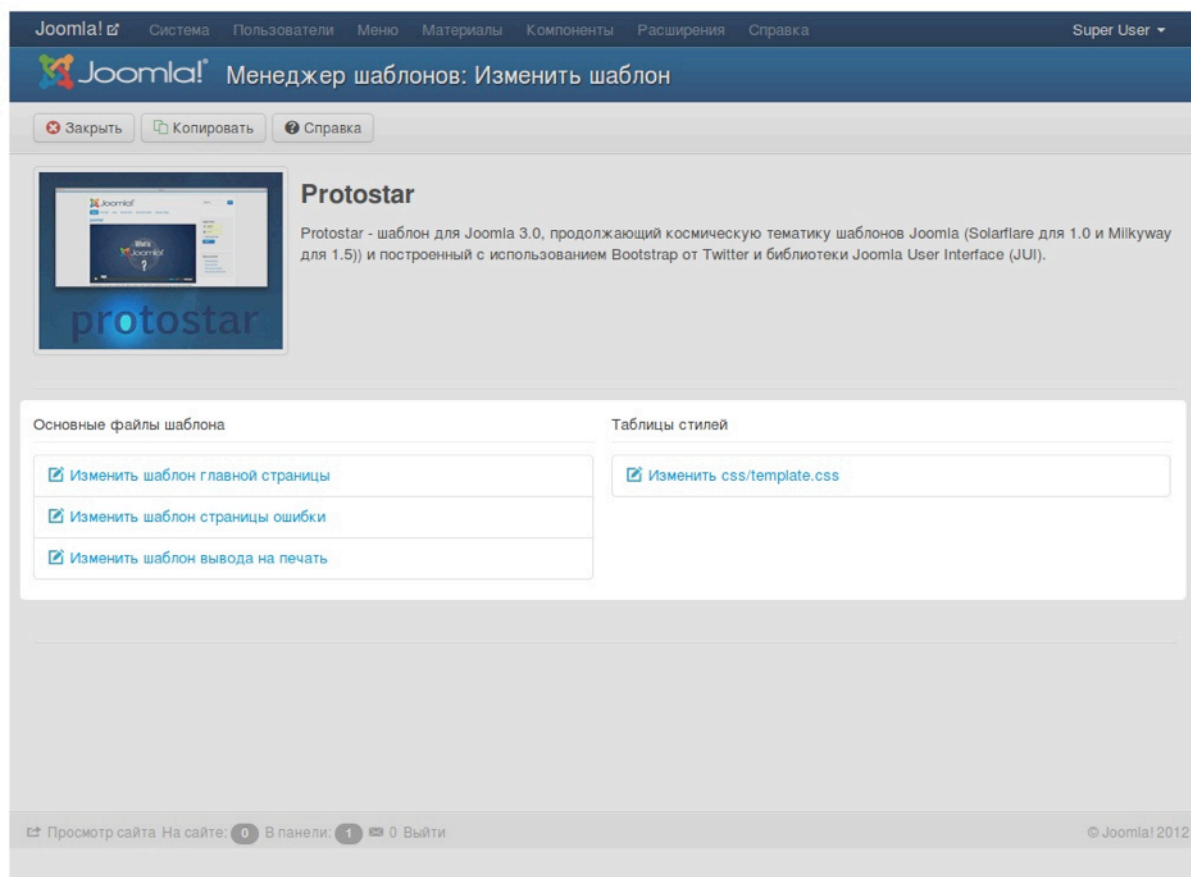 Joomla! Система Пользователи Меню Материалы Компоненты Расширения Справка Super User
Joomla! Менеджер шаблонов: Изменить шаблон
Закрыть Копировать Справка
Joomla!
What is
Joomla!
?
protostar
Protostar
Protostar - шаблон для Joomla 3.0, продолжающий космическую тематику шаблонов Joomla (Solarflare для 1.0 и Milkyway
для 1.5)) и построенный с использованием Bootstrap от Twitter и библиотеки Joomla User Interface (JUI).
Основные файлы шаблона
Изменить шаблон главной страницы
Изменить шаблон страницы ошибки
Изменить шаблон вывода на печать
Таблицы стилей
Изменить css/template.css
Просмотр сайта На сайте: 0 В панели: 1 0 Выйти
© Joomla! 2012